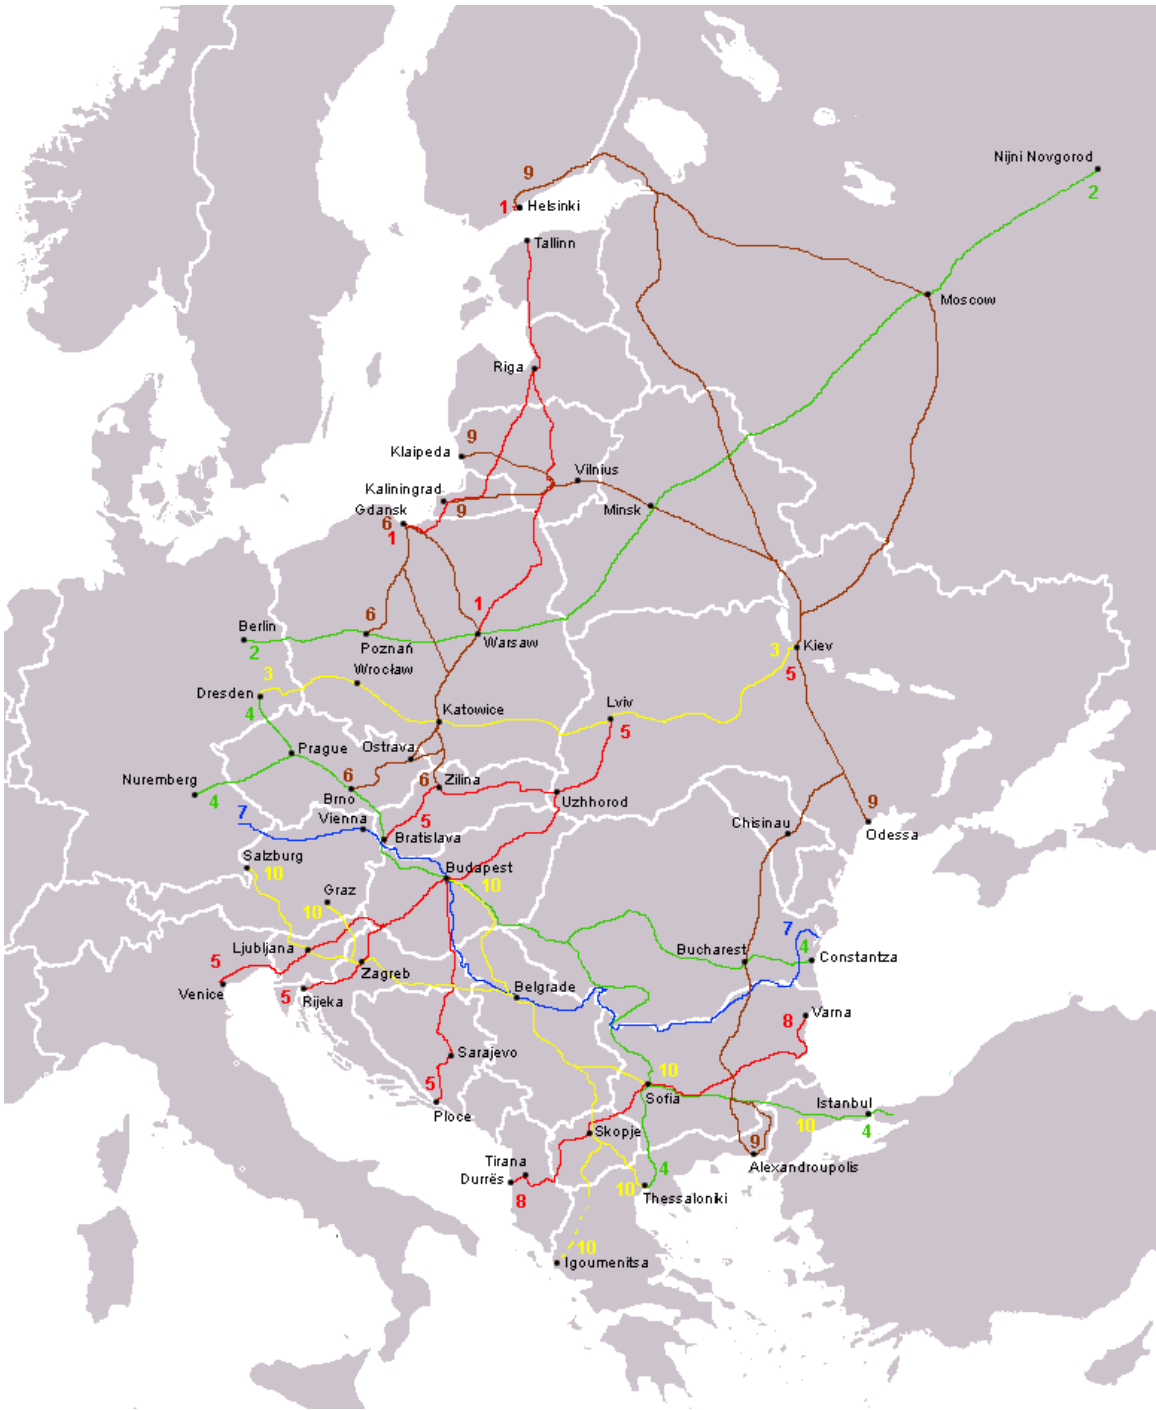 Nijni Novgorod
9
2
1 Helsinki
Tallinn
Moscow
Riga
9
Klaipeda
Vilnius
Kaliningrad
9
Minsk
Gdansk
6
1
1
6
Berlin
2
Poznań
Warsaw
3
Kiev
3
Wrocław
5
Dresden
4
Lviv
Katowice
5
Ostrava
Prague
Nuremberg
4
6
Brno
6 Zilina
Uzhhorod
9
Odessa
7
Vienna
5
Bratislava
Chisinau
Salzburg
10
Budapest
10
Graz
10
7
4
Ljubljana
Bucharest
Constantza
5
Zagreb
Venice
5 Rijeka
Belgrade
8 Varna
Sarajevo
5
Ploce
10
Sofia
Istanbul
10
4
Skopje
9
Alexandroupolis
Tirana
Durrës
8
4
10
Thessaloniki
10
Igoumenitsa